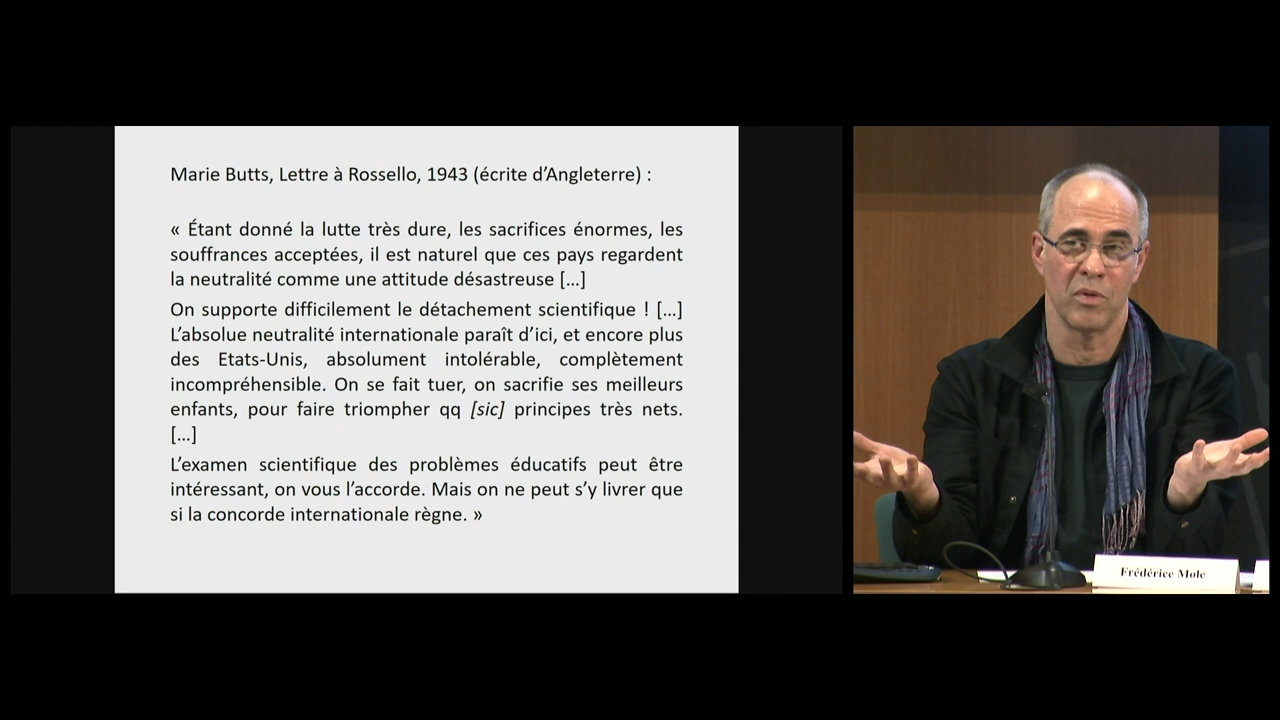 Marie Butts, Lettre à Rossello, 1943 (écrite d’Angleterre) :
« Étant donné la lutte très dure, les sacrifices énormes, les
souffrances acceptées, il est naturel que ces pays regardent
la neutralité comme une attitude désastreuse […]
On supporte difficilement le détachement scientifique ! […]
L’absolue neutralité internationale paraît d’ici, et encore plus
des Etats-Unis, absolument intolérable, complètement
incompréhensible. On se fait tuer, on sacrifie ses meilleurs
enfants, pour faire triompher qq [sic] principes très nets.
[…]
L’examen scientifique des problèmes éducatifs peut être
intéressant, on vous l’accorde. Mais on ne peut s’y livrer que
si la concorde internationale règne. »
Frédérice Mole